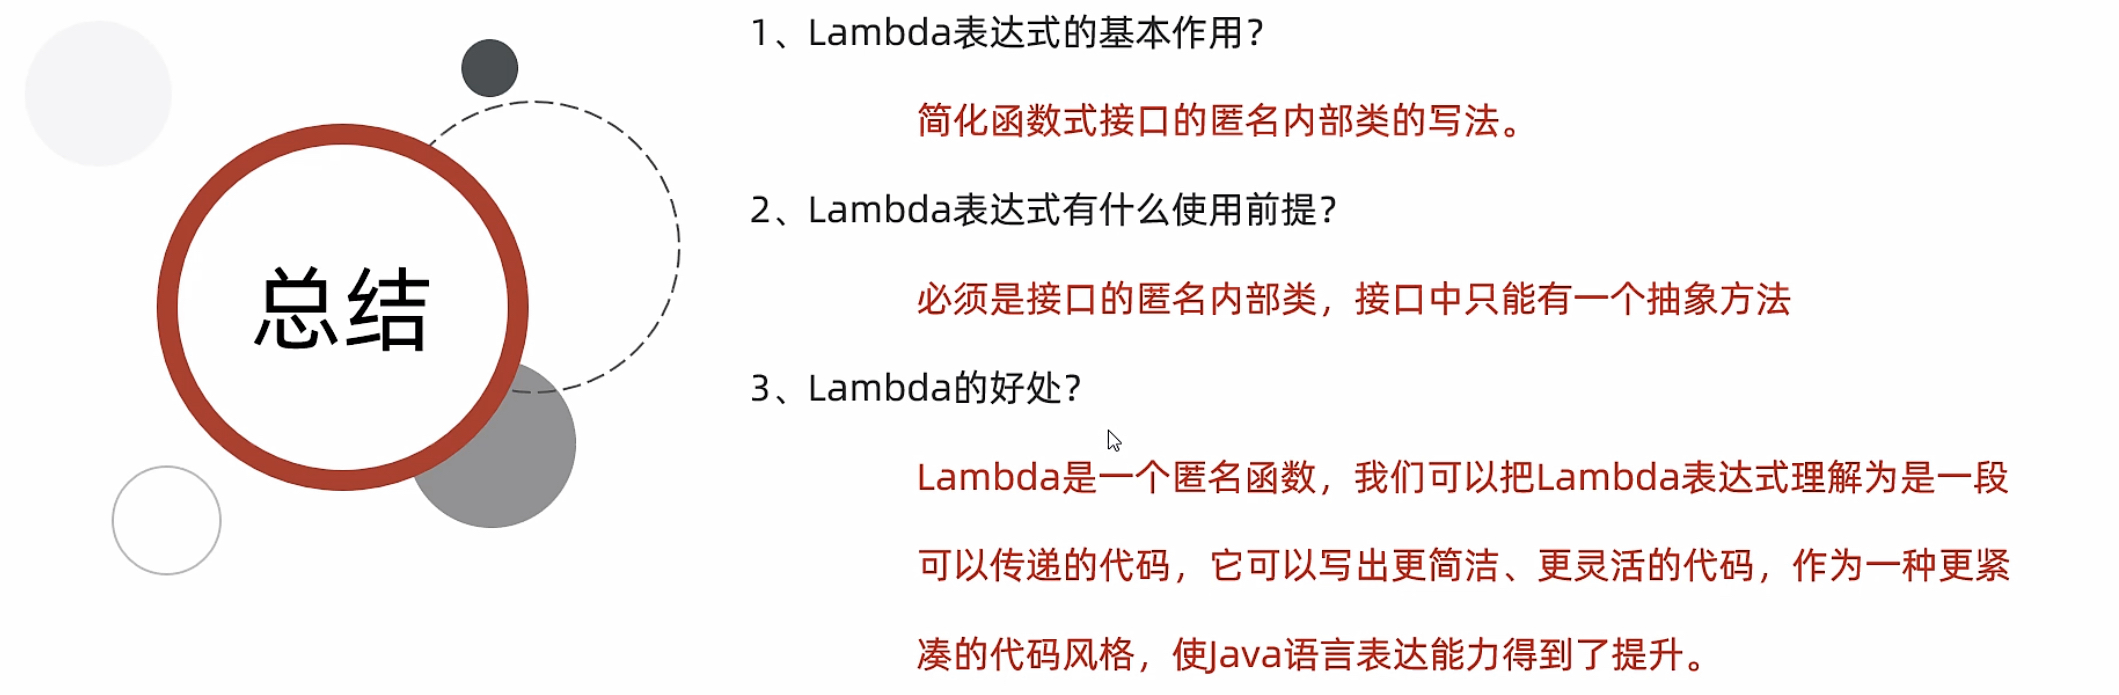 总结
1、Lambda表达式的基本作用？
简化函数式接口的匿名内部类的写法。
2、Lambda表达式有什么使用前提？
必须是接口的匿名内部类，接口中只能有一个抽象方法
3、Lambda的好处？
Lambda是一个匿名函数，我们可以把Lambda表达式理解为是一段
可以传递的代码，它可以写出更简洁、更灵活的代码，作为一种更紧
凑的代码风格，使Java语言表达能力得到了提升。